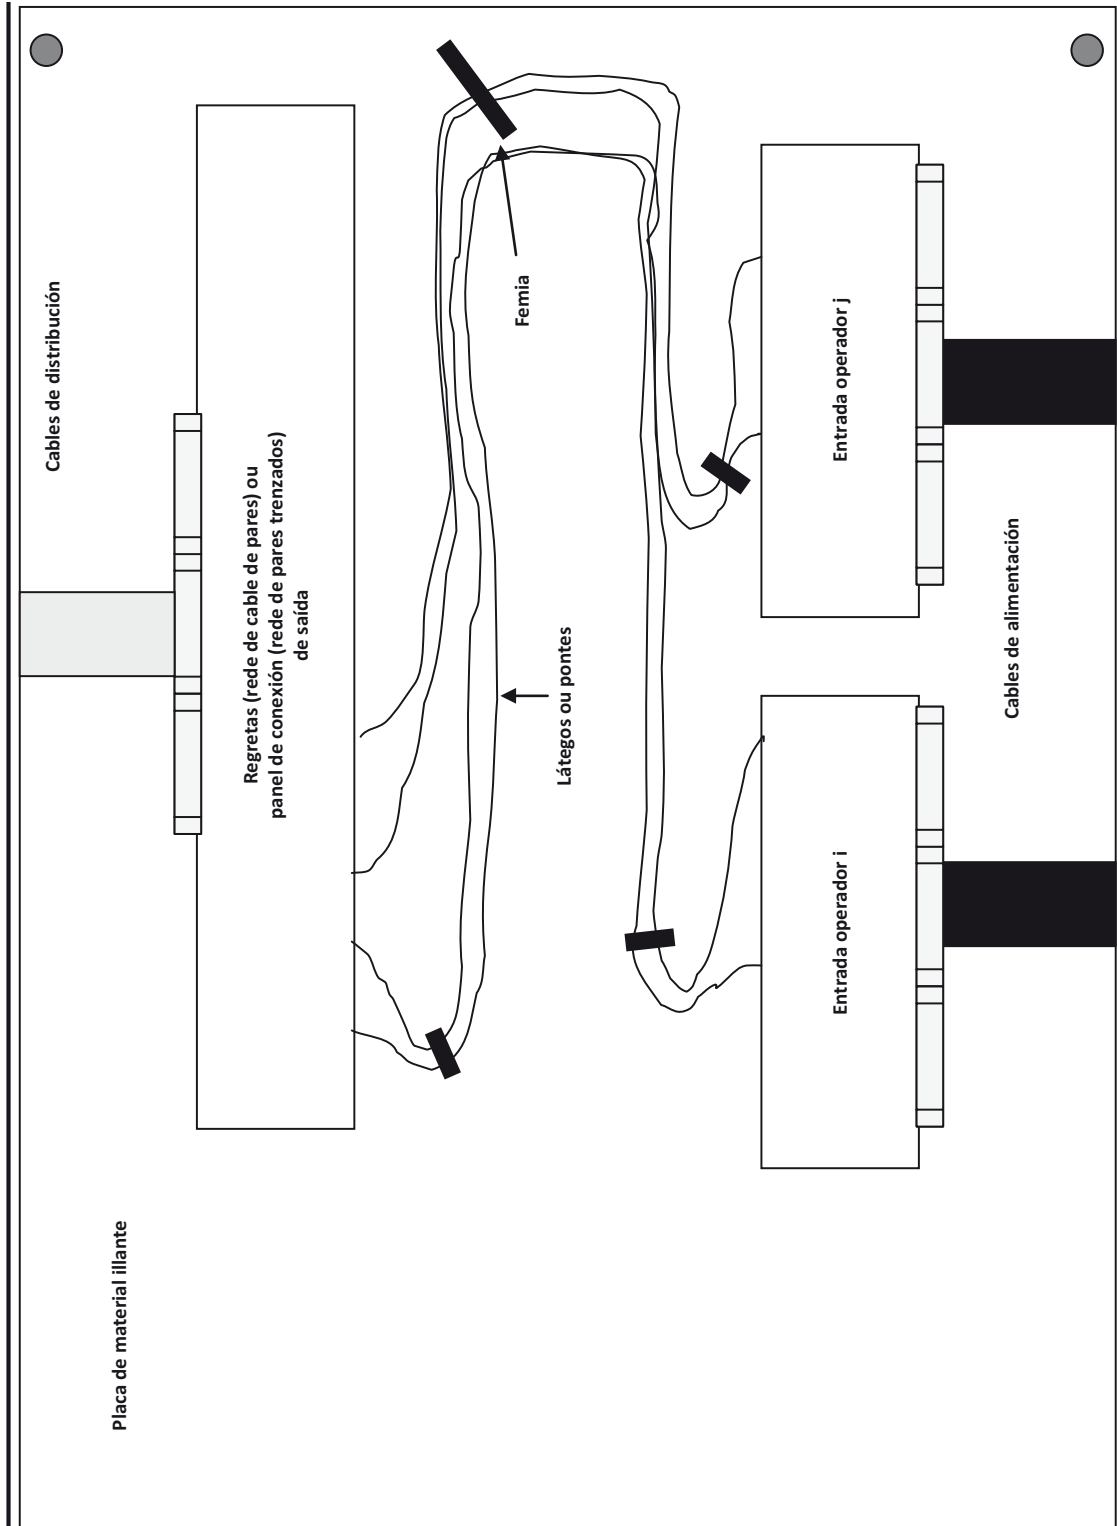 Cables de distribución
Placa de material illante
Regretas (rede de cable de pares) ou
panel de conexión (rede de pares trenzados)
de saída
Femia
Látegos ou pontes
Entrada operador i
Entrada operador j
Cables de alimentación